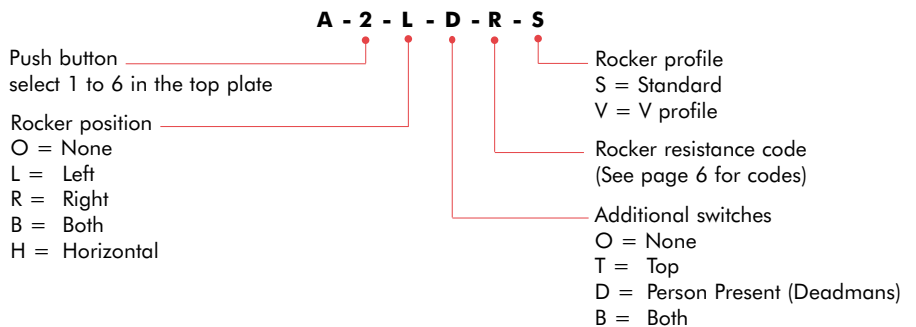 A - 2 - L - D - R - S
Push button
select 1 to 6 in the top plate
Rocker position
O = None
L = Left
R = Right
B = Both
H = Horizontal
Rocker profile
S = Standard
V = V profile
Rocker resistance code
(See page 6 for codes)
Additional switches
O = None
T = Top
D = Person Present (Deadmans)
B = Both